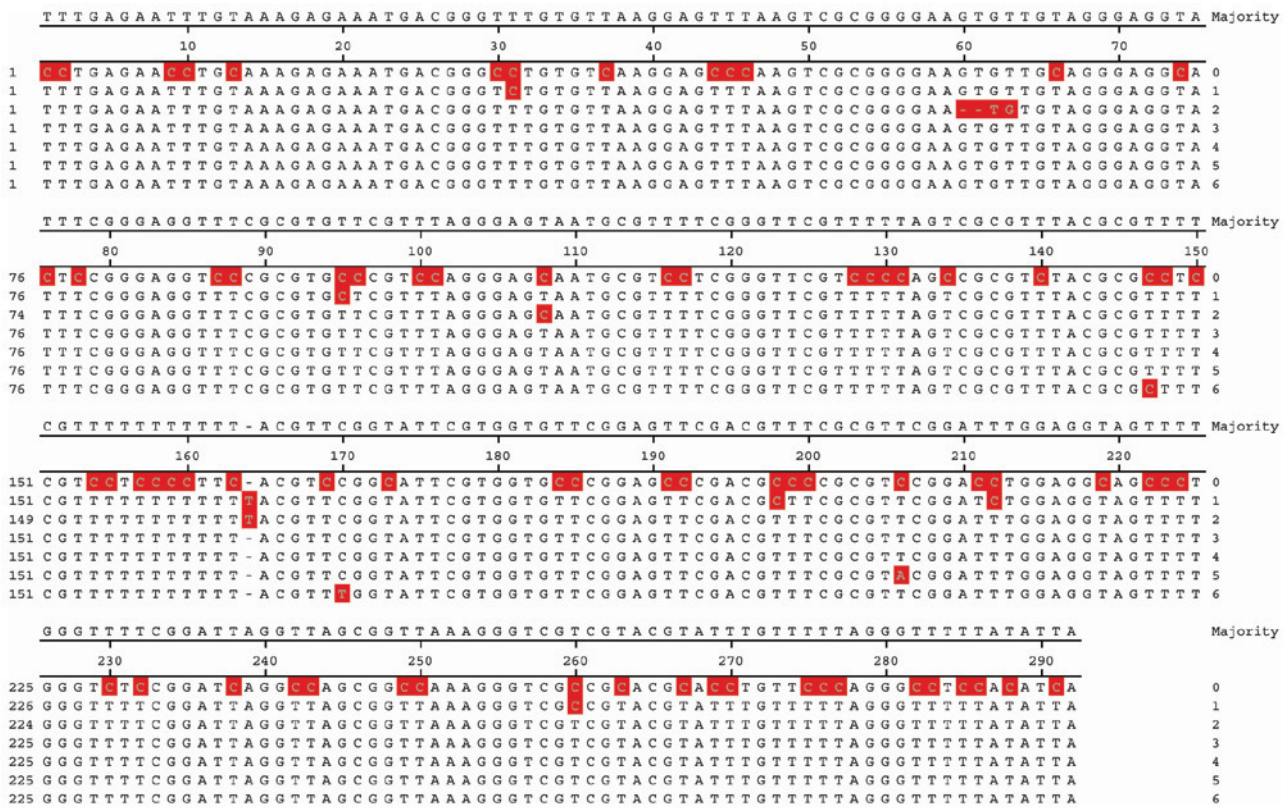 TTTGAGAATTTGTAAAGAGAAATGACGGGTTTGTGTTAAGGAGTTTAAGTCGCGGGGAAGTGTTGTAGGGAGGTA Majority
10 20 30 40 50 60 70
1 CCTGAGAACCTGCAAAGAGAAATGACGGGCCTGTGTCAAGGAGCCCAAGTCGCGGGGAAGTGTTGCAGGGAGGCA 0
1 TTTGAGAATTTGTAAAGAGAAATGACGGGTCTGTGTTAAGGAGTTTAAGTCGCGGGGAAGTGTTGTAGGGAGGTA 1
1 TTTGAGAATTTGTAAAGAGAAATGACGGGTTTGTGTTAAGGAGTTTAAGTCGCGGGGAA--TGTGTAGGGAGGTA 2
1 TTTGAGAATTTGTAAAGAGAAATGACGGGTTTGTGTTAAGGAGTTTAAGTCGCGGGGAAGTGTTGTAGGGAGGTA 3
1 TTTGAGAATTTGTAAAGAGAAATGACGGGTTTGTGTTAAGGAGTTTAAGTCGCGGGGAAGTGTTGTAGGGAGGTA 4
1 TTTGAGAATTTGTAAAGAGAAATGACGGGTTTGTGTTAAGGAGTTTAAGTCGCGGGGAAGTGTTGTAGGGAGGTA 5
1 TTTGAGAATTTGTAAAGAGAAATGACGGGTTTGTGTTAAGGAGTTTAAGTCGCGGGGAAGTGTTGTAGGGAGGTA 6
TTTCGGGAGGTTTCGCGTGTTCGTTTAGGGAGTAATGCGTTTTCGGGTTCGTTTTTAGTCGCGTTTACGCGTTTT Majority
80 90 100 110 120 130 140 150
76 CTCCGGGAGGTCCCGCGTGCCCGTCCAGGGAGCAATGCGTCCTCGGGTTCGTCCCCAGCCGCGTCTACGCGCCTC 0
76 TTTCGGGAGGTTTCGCGTGCTCGTTTAGGGAGTAATGCGTTTTCGGGTTCGTTTTTAGTCGCGTTTACGCGTTTT 1
74 TTTCGGGAGGTTTCGCGTGTTCGTTTAGGGAGCAATGCGTTTTCGGGTTCGTTTTTAGTCGCGTTTACGCGTTTT 2
76 TTTCGGGAGGTTTCGCGTGTTCGTTTAGGGAGTAATGCGTTTTCGGGTTCGTTTTTAGTCGCGTTTACGCGTTTT 3
76 TTTCGGGAGGTTTCGCGTGTTCGTTTAGGGAGTAATGCGTTTTCGGGTTCGTTTTTAGTCGCGTTTACGCGTTTT 4
76 TTTCGGGAGGTTTCGCGTGTTCGTTTAGGGAGTAATGCGTTTTCGGGTTCGTTTTTAGTCGCGTTTACGCGTTTT 5
76 TTTCGGGAGGTTTCGCGTGTTCGTTTAGGGAGTAATGCGTTTTCGGGTTCGTTTTTAGTCGCGTTTACGCGCTTT 6
CGTTTTTTTTTTT-ACGTTCGGTATTCGTGGTGTTCGGAGTTCGACGTTTCGCGTTCGGATTTGGAGGTAGTTTT Majority
160 170 180 190 200 210 220
151 CGTCCTCCCCTTC-ACGTCCGGCATTCGTGGTGCCCGGAGCCCGACGCCCCGCGTCCGGACCTGGAGGCAGCCCT 0
151 CGTTTTTTTTTTTTACGTTCGGTATTCGTGGTGTTCGGAGTTCGACGCTTCGCGTTCGGATCTGGAGGTAGTTTT 1
149 CGTTTTTTTTTTTTACGTTCGGTATTCGTGGTGTTCGGAGTTCGACGTTTCGCGTTCGGATTTGGAGGTAGTTTT 2
151 CGTTTTTTTTTTT-ACGTTCGGTATTCGTGGTGTTCGGAGTTCGACGTTTCGCGTTCGGATTTGGAGGTAGTTTT 3
151 CGTTTTTTTTTTT-ACGTTCGGTATTCGTGGTGTTCGGAGTTCGACGTTTCGCGTTCGGATTTGGAGGTAGTTTT 4
151 CGTTTTTTTTTTT-ACGTTCGGTATTCGTGGTGTTCGGAGTTCGACGTTTCGCGTACGGATTTGGAGGTAGTTTT 5
151 CGTTTTTTTTTTT-ACGTTTGGTATTCGTGGTGTTCGGAGTTCGACGTTTCGCGTTCGGATTTGGAGGTAGTTTT 6
GGGTTTTCGGATTAGGTTAGCGGTTAAAGGGTCGTCGTACGTATTTGTTTTTAGGGTTTTTATATTA Majority
230 240 250 260 270 280 290
225 GGGTCTCCGGATCAGGCCAGCGGCCAAAGGGTCGCCGCACGCACCTGTTCCCAGGGCCTCCACATCA 0
226 GGGTTTTCGGATTAGGTTAGCGGTTAAAGGGTCGCCGTACGTATTTGTTTTTAGGGTTTTTATATTA 1
224 GGGTTTTCGGATTAGGTTAGCGGTTAAAGGGTCGTCGTACGTATTTGTTTTTAGGGTTTTTATATTA 2
225 GGGTTTTCGGATTAGGTTAGCGGTTAAAGGGTCGTCGTACGTATTTGTTTTTAGGGTTTTTATATTA 3
225 GGGTTTTCGGATTAGGTTAGCGGTTAAAGGGTCGTCGTACGTATTTGTTTTTAGGGTTTTTATATTA 4
225 GGGTTTTCGGATTAGGTTAGCGGTTAAAGGGTCGTCGTACGTATTTGTTTTTAGGGTTTTTATATTA 5
225 GGGTTTTCGGATTAGGTTAGCGGTTAAAGGGTCGTCGTACGTATTTGTTTTTAGGGTTTTTATATTA 6